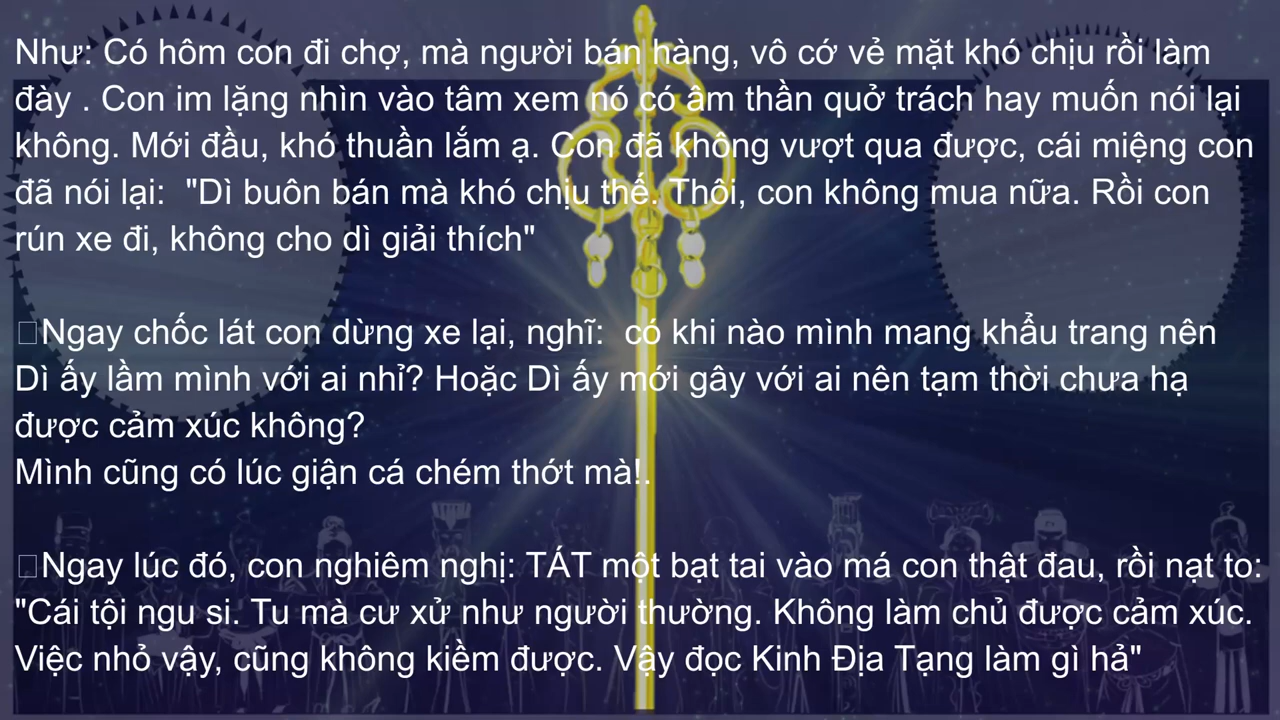 Như: Có hôm con đi chợ, mà người bán hàng, vô cớ vẻ mặt khó chịu rồi làm
đày . Con im lặng nhìn vào tâm xem nó có âm thần quở trách hay muốn nói lại
không. Mới đầu, khó thuần lắm ạ. Con đã không vượt qua được, cái miệng con
đã nói lại:  "Dì buôn bán mà khó chịu thế. Thôi, con không mua nữa. Rồi con
rún xe đi, không cho dì giải thích"
Ngay chốc lát con dừng xe lại, nghĩ:  có khi nào mình mang khẩu trang nên
Dì ấy lầm mình với ai nhỉ? Hoặc Dì ấy mới gây với ai nên tạm thời chưa hạ
được cảm xúc không?
Mình cũng có lúc giận cá chém thớt mà!.
Ngay lúc đó, con nghiêm nghị: TÁT một bạt tai vào má con thật đau, rồi nạt to:
"Cái tội ngu si. Tu mà cư xử như người thường. Không làm chủ được cảm xúc.
Việc nhỏ vậy, cũng không kiềm được. Vậy đọc Kinh Địa Tạng làm gì hả"